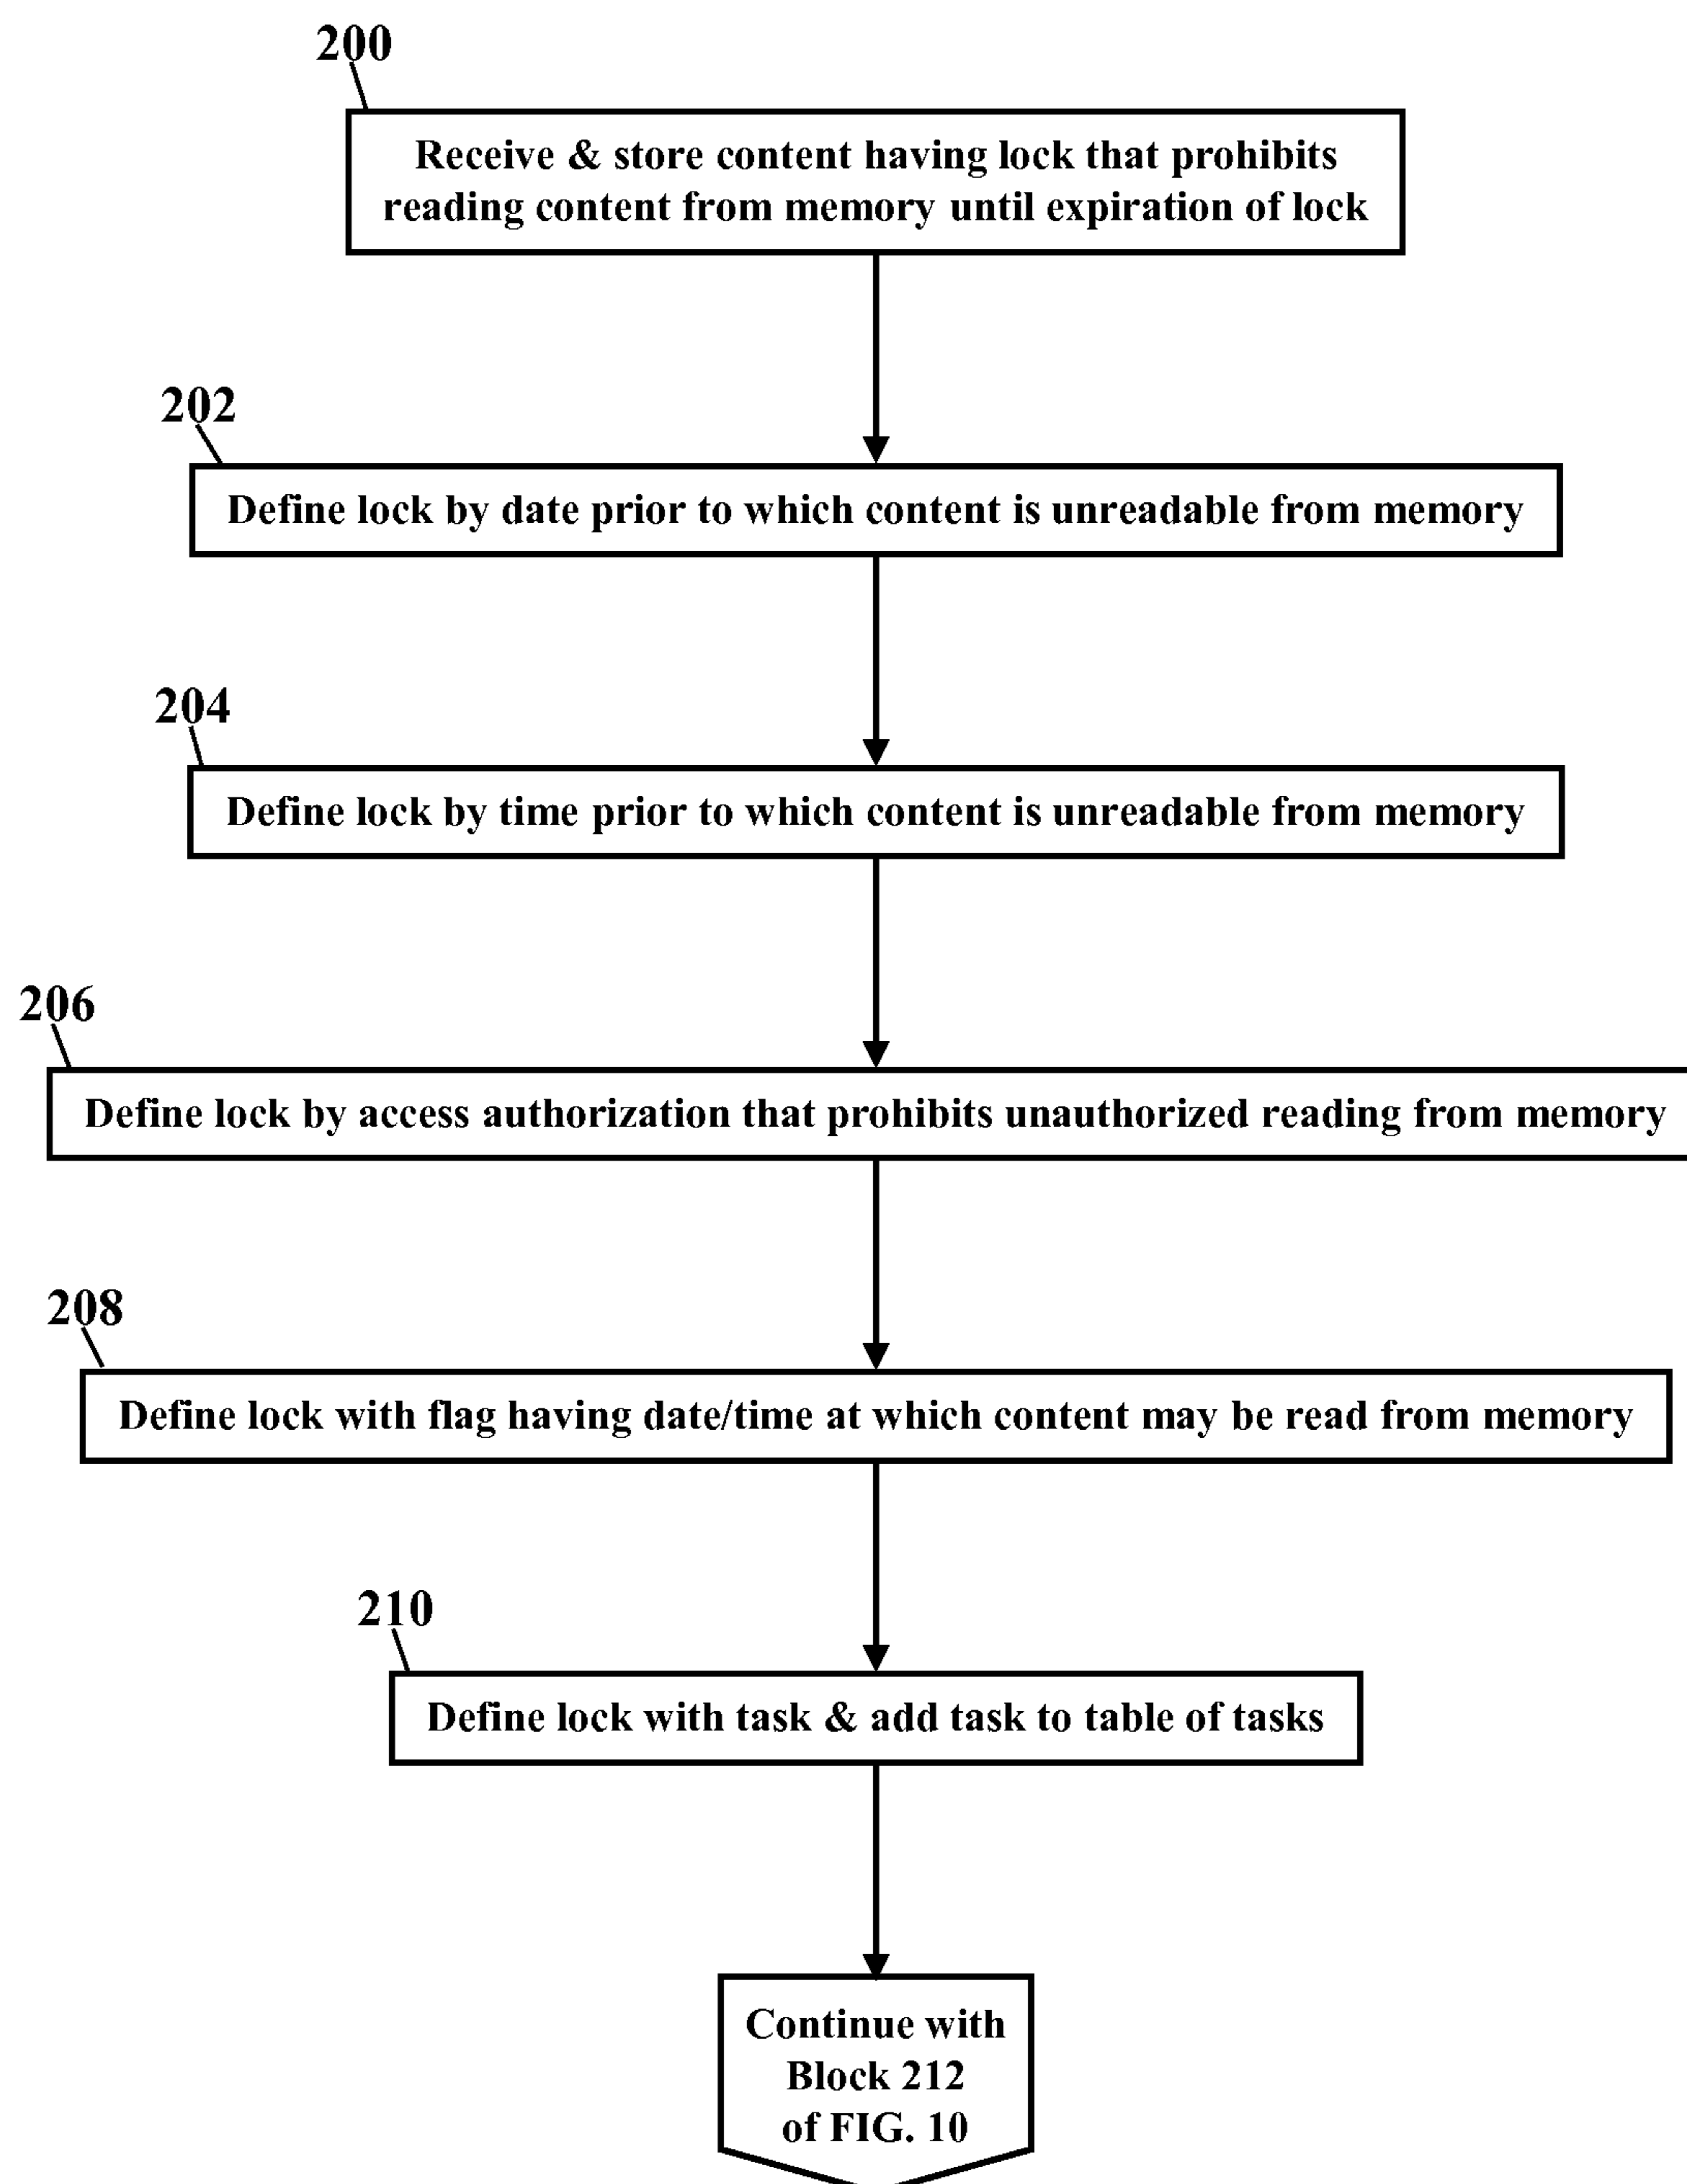 200
Receive & store content having lock that prohibits
reading content from memory until expiration of lock
202
Define lock by date prior to which content is unreadable from memory
204
Define lock by time prior to which content is unreadable from memory
206
Define lock by access authorization that prohibits unauthorized reading from memory
208
Define lock with flag having date/time at which content may be read from memory
210
Define lock with task & add task to table of tasks
Continue with
Block 212
of FIG. 10